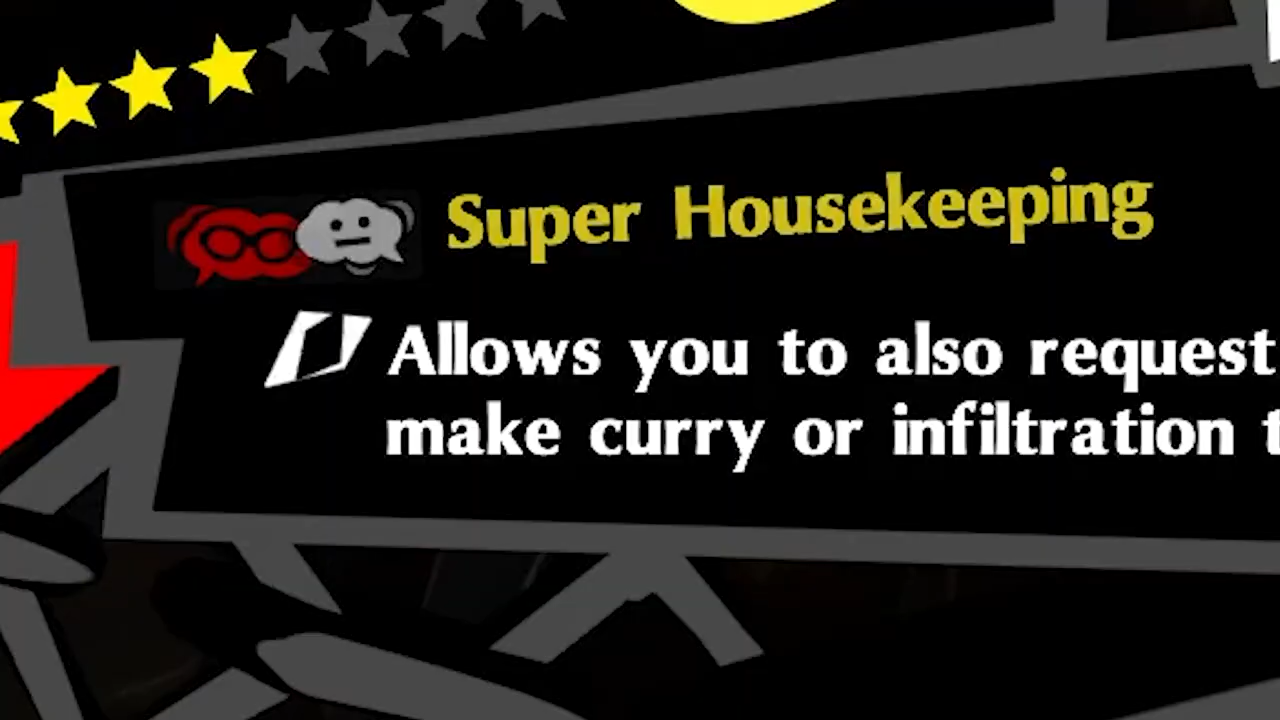 Super Housekeeping
Allows you to also request
make curry or infiltration